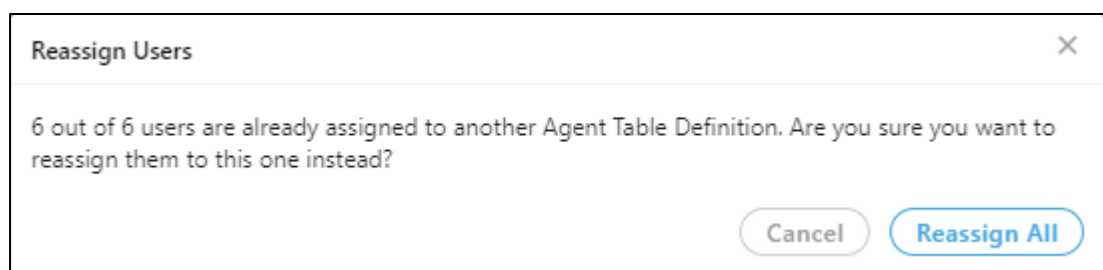 Reassign Users
6 out of 6 users are already assigned to another Agent Table Definition. Are you sure you want to
reassign them to this one instead?
Cancel
Reassign All